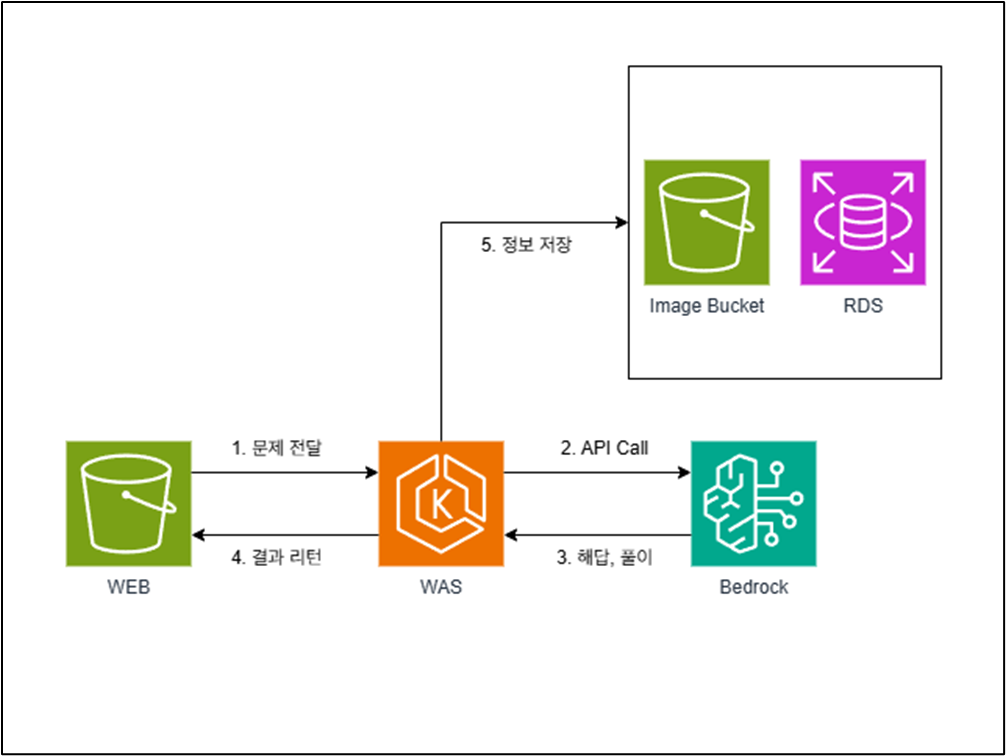 5. 정보 저장
Image Bucket
RDS
1. 문제 전달
2. API Call
K
4. 결과 리턴
3. 해답, 풀이
WEB
WAS
Bedrock